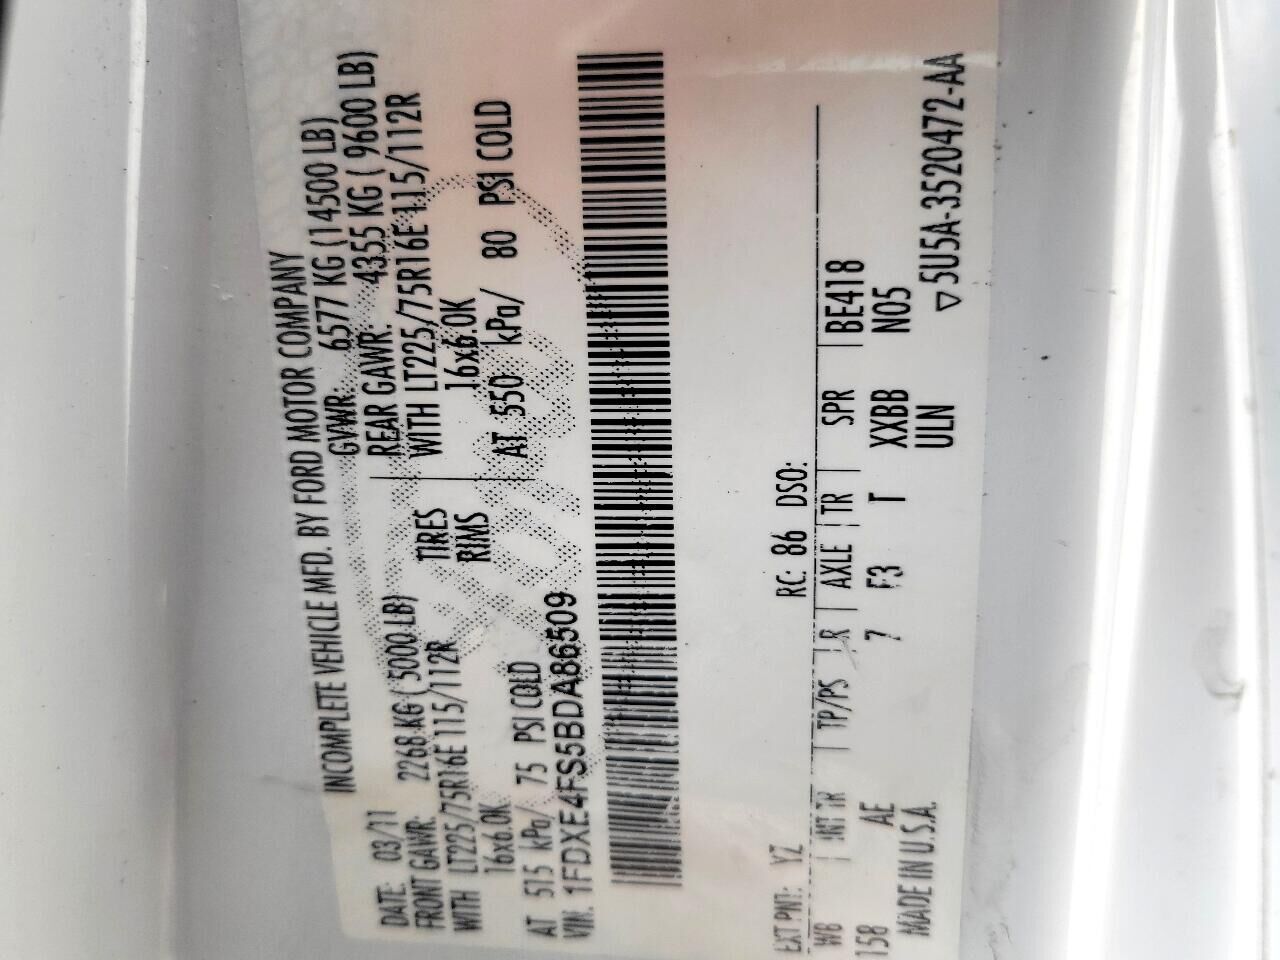 INCOMPLETE VEHICLE MFD. BY FORD MOTOR COMPANY
DATE: 03/11 GVWR: 6577 KG (14500 LB)
FRONT GAWR: 2268 KG ( 5000 LB) REAR GAWR: 4355 KG ( 9600 LB)
WITH LT225/75R16E 115/112R TIRES WITH LT225/75R16E 115/112R
16x6.0K RIMS 16x6.0K
AT 515 kPa/ 75 PSI COLD AT 550 kPa/ 80 PSI COLD
VIN: 1FDXE4FS5BDA86509
EXT PNT: YZ RC: 86 DSO:
WB INT TR TP/PS R AXLE TR SPR BE418
158 AE 7 F3 T XXBB N05
MADE IN U.S.A. ULN ▽5U5A-3520472-AA